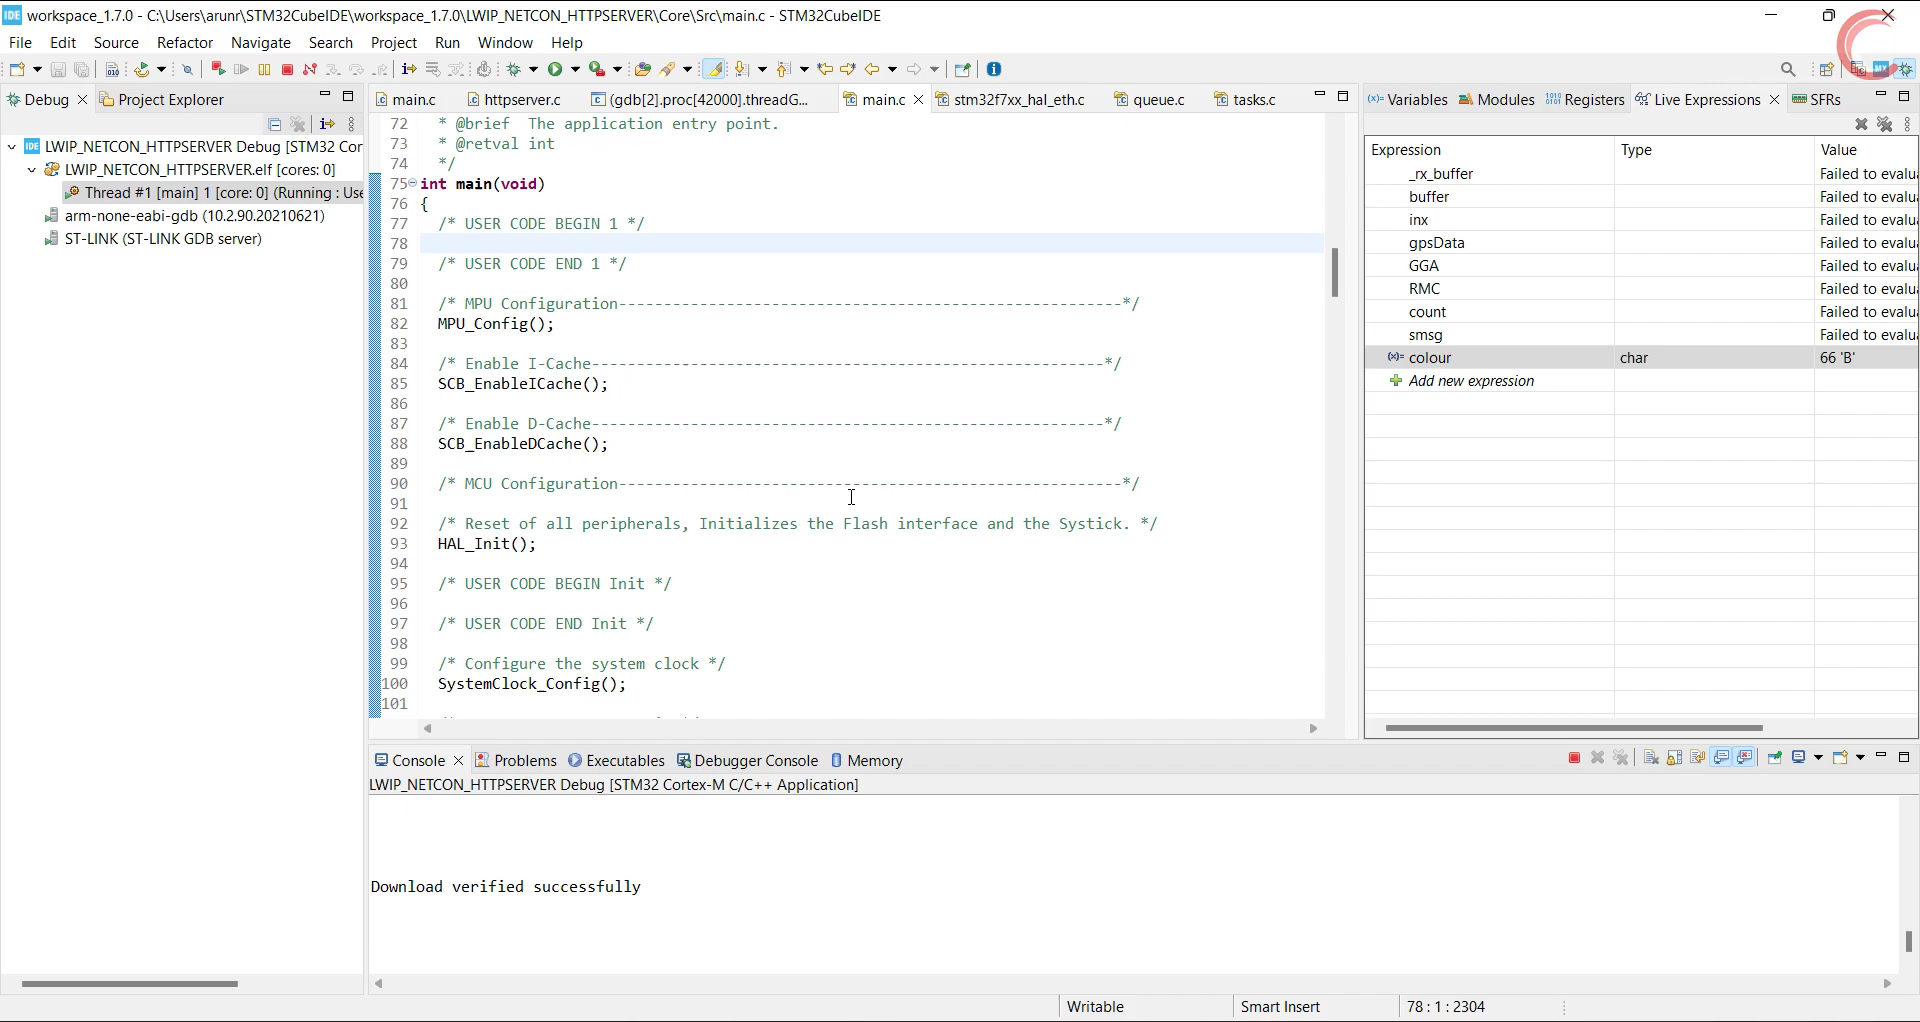 workspace_1.7.0 - C:\Users\arunr\STM32CubeIDE\workspace_1.7.0\LWIP_NETCON_HTTPSERVER\Core\Src\main.c - STM32CubeIDE
File Edit Source Refactor Navigate Search Project Run Window Help
Debug Project Explorer
LWIP_NETCON_HTTPSERVER Debug [STM32 Cor
LWIP_NETCON_HTTPSERVER.elf [cores: 0]
Thread #1 [main] 1 [core: 0] (Running : Use
arm-none-eabi-gdb (10.2.90.20210621)
ST-LINK (ST-LINK GDB server)
main.c httpserver.c (gdb[2].proc[42000].threadG... main.c stm32f7xx_hal_eth.c queue.c tasks.c
72 * @brief The application entry point.
73 * @retval int
74 */
75 int main(void)
76 {
77 /* USER CODE BEGIN 1 */
78
79 /* USER CODE END 1 */
80
81 /* MPU Configuration--------------------------------------------------------*/
82 MPU_Config();
83
84 /* Enable I-Cache---------------------------------------------------------*/
85 SCB_EnableICache();
86
87 /* Enable D-Cache---------------------------------------------------------*/
88 SCB_EnableDCache();
89
90 /* MCU Configuration--------------------------------------------------------*/
91
92 /* Reset of all peripherals, Initializes the Flash interface and the Systick. */
93 HAL_Init();
94
95 /* USER CODE BEGIN Init */
96
97 /* USER CODE END Init */
98
99 /* Configure the system clock */
100 SystemClock_Config();
101
Variables Modules Registers Live Expressions SFRs
Expression Type Value
_rx_buffer Failed to evalu
buffer Failed to evalu
inx Failed to evalu
gpsData Failed to evalu
GGA Failed to evalu
RMC Failed to evalu
count Failed to evalu
smsg Failed to evalu
(x)= colour char 66 'B'
Add new expression
Console Problems Executables Debugger Console Memory
LWIP_NETCON_HTTPSERVER Debug [STM32 Cortex-M C/C++ Application]
Download verified successfully
Writable Smart Insert 78 : 1 : 2304